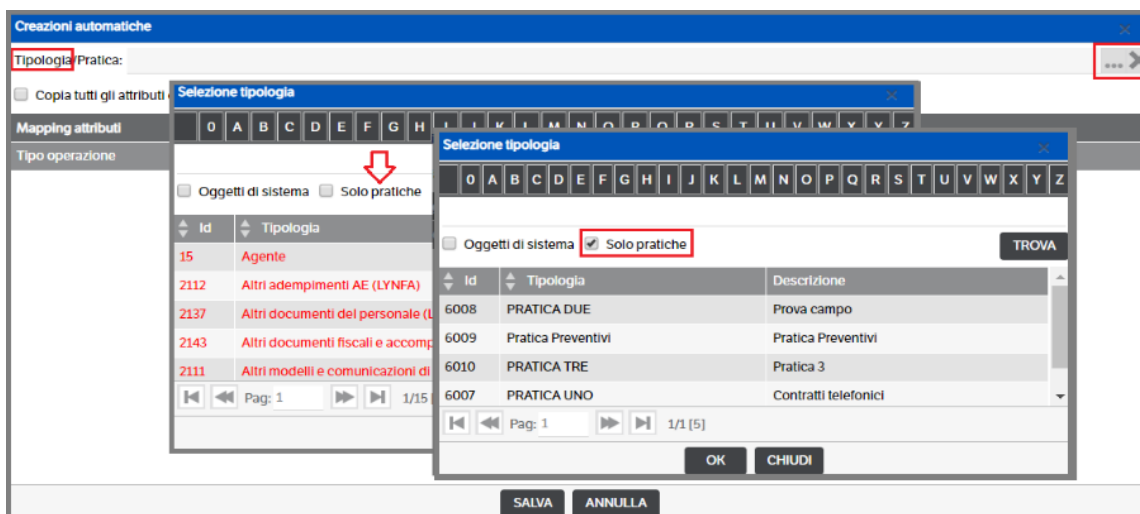 Creazioni automatiche
Tipologia/Pratica:
...
Copia tutti gli attributi
Mapping attributi
Tipo operazione
Selezione tipologia
0 A B C D E F G H I J K L M N O P Q R S T U V W X Y Z
Oggetti di sistema Solo pratiche
Id Tipologia
15 Agente
2112 Altri adempimenti AE (LYNFA)
2137 Altri documenti del personale (L
2143 Altri documenti fiscali e accomp
2111 Altri modelli e comunicazioni di
Pag: 1 1/15
Selezione tipologia
0 A B C D E F G H I J K L M N O P Q R S T U V W X Y Z
Oggetti di sistema Solo pratiche TROVA
Id Tipologia Descrizione
6008 PRATICA DUE Prova campo
6009 Pratica Preventivi Pratica Preventivi
6010 PRATICA TRE Pratica 3
6007 PRATICA UNO Contratti telefonici
Pag: 1 1/1 [5]
OK CHIUDI
SALVA ANNULLA